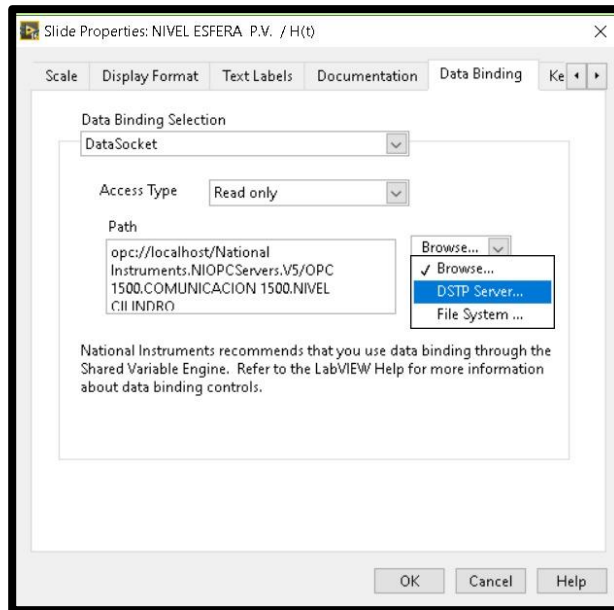 Slide Properties: NIVEL ESFERA P.V. / H(t)
Scale
Display Format
Text Labels
Documentation
Data Binding
Ke
Data Binding Selection
DataSocket
Access Type
Read only
Path
opc://localhost/National
Instruments.NIOPCServers.V5/OPC
1500.COMUNICACION 1500.NIVEL
CILINDRO
Browse...
✓ Browse...
DSTP Server...
File System ...
National Instruments recommends that you use data binding through the
Shared Variable Engine. Refer to the LabVIEW Help for more information
about data binding controls.
OK
Cancel
Help